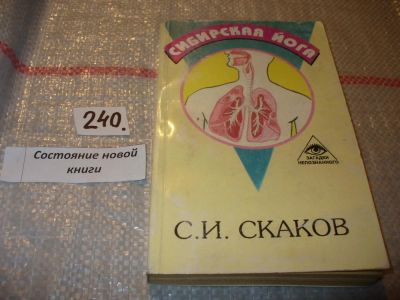 СИБИРСКАЯ ЙОГА
240.
Состояние новой
книги
ЗАГАДКИ
НЕПОЗНАННОГО
С.И. СКАКОВ